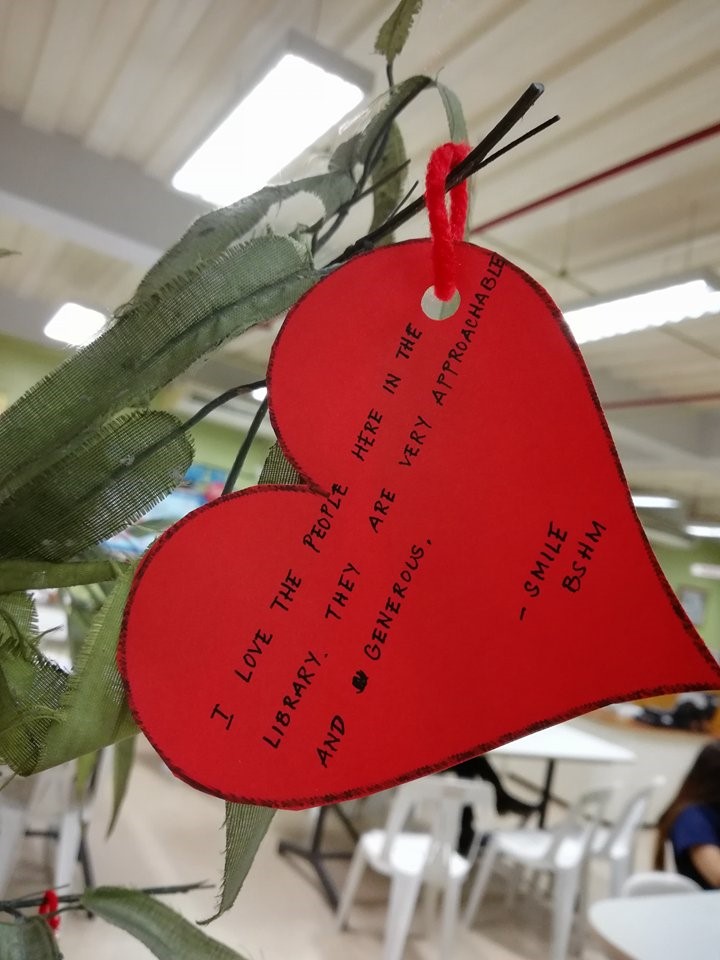 I LOVE THE PEOPLE HERE IN THE
LIBRARY. THEY ARE VERY APPROACHABLE
AND GENEROUS.
- SMILE
BSHM